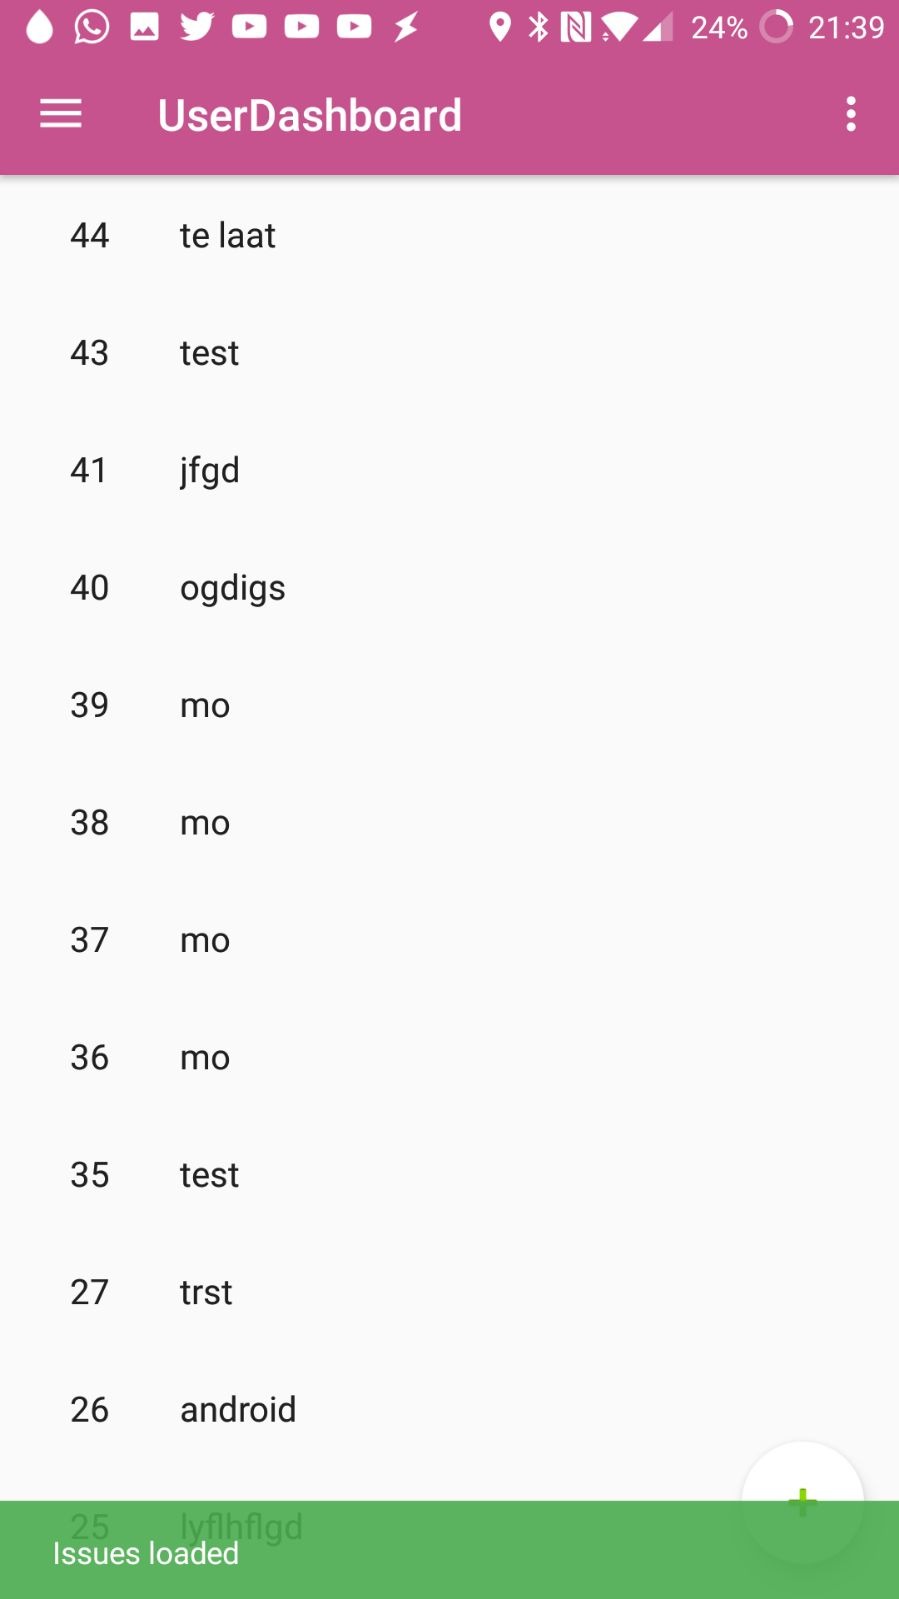 24% 21:39
UserDashboard
44 te laat
43 test
41 jfgd
40 ogdigs
39 mo
38 mo
37 mo
36 mo
35 test
27 trst
26 android
25 lyflhflgd
Issues loaded